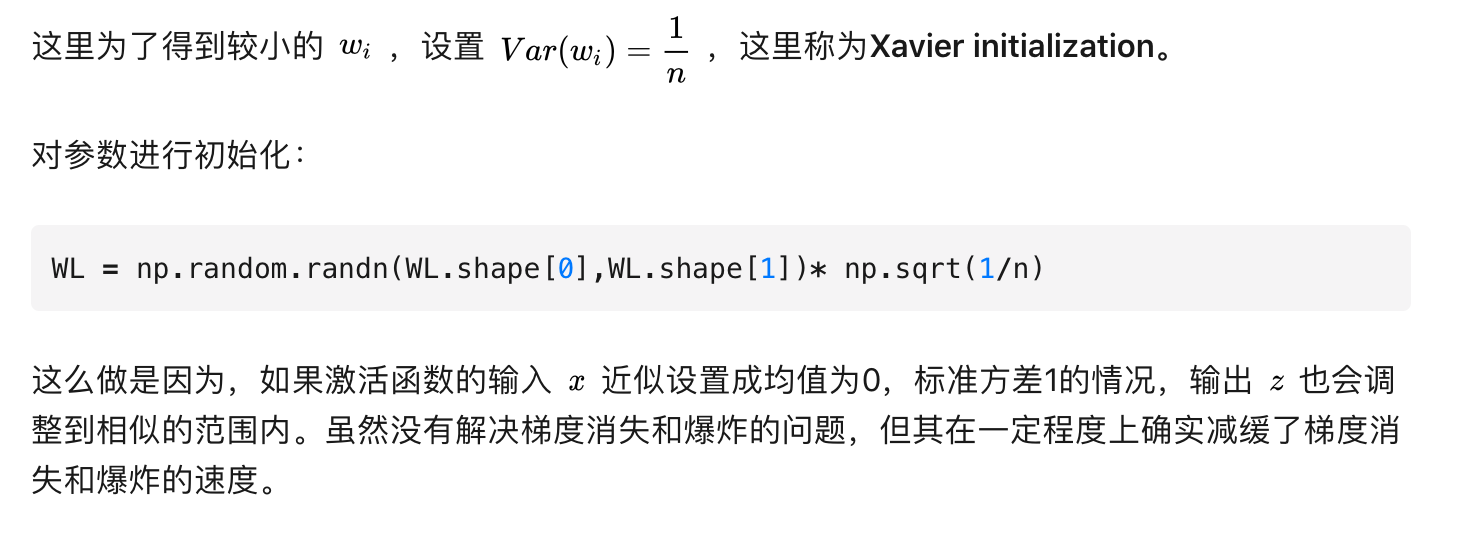 这里为了得到较小的 wᵢ ，设置 Var(wᵢ) = 1/n ，这里称为Xavier initialization。
对参数进行初始化：
WL = np.random.randn(WL.shape[0],WL.shape[1])* np.sqrt(1/n)
这么做是因为，如果激活函数的输入 x 近似设置成均值为0，标准方差1的情况，输出 z 也会调
整到相似的范围内。虽然没有解决梯度消失和爆炸的问题，但其在一定程度上确实减缓了梯度消
失和爆炸的速度。